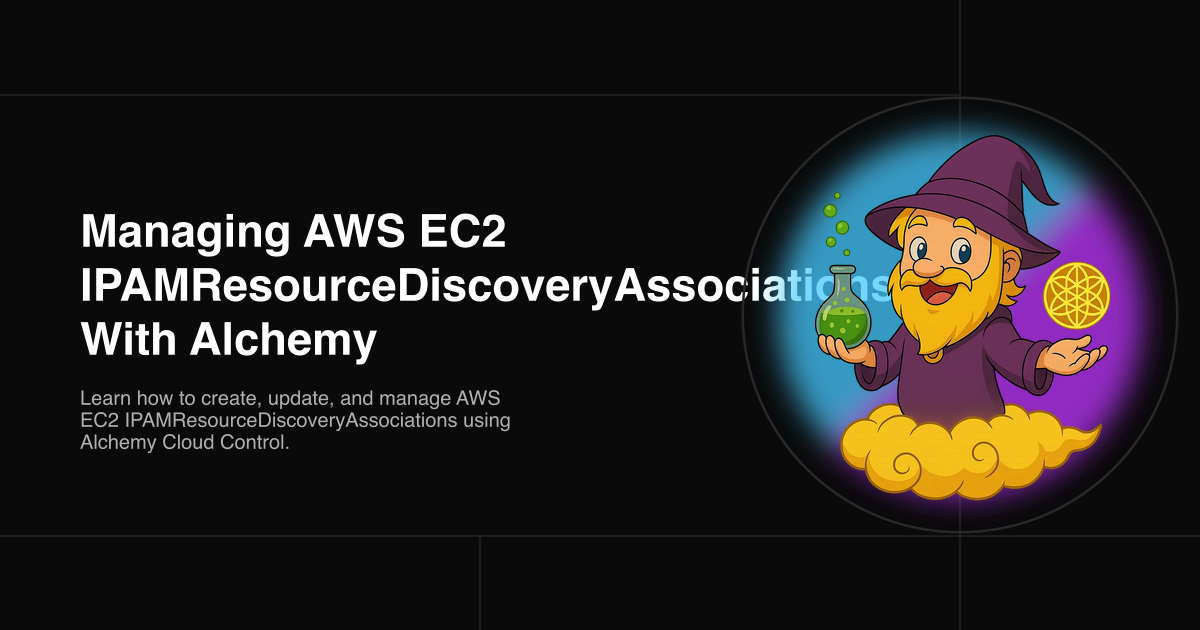 Managing AWS EC2
IPAMResourceDiscoveryAssociations
With Alchemy
Learn how to create, update, and manage AWS
EC2 IPAMResourceDiscoveryAssociations using
Alchemy Cloud Control.